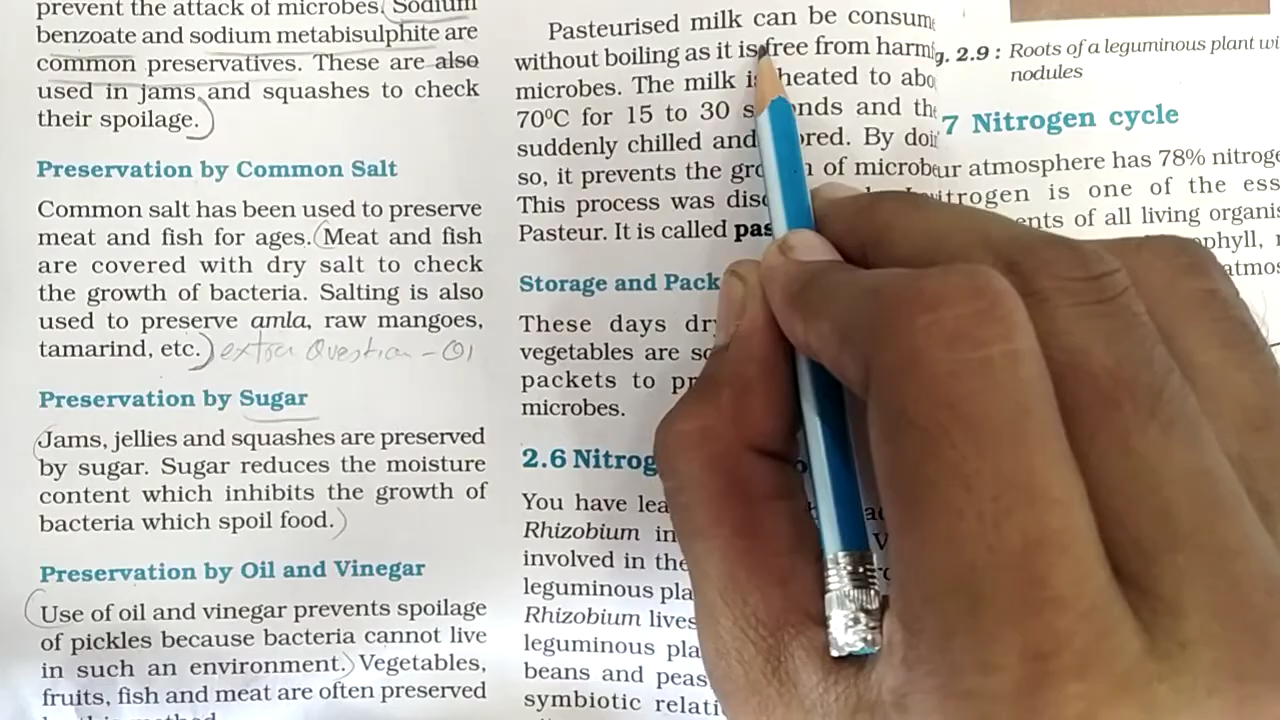 prevent the attack of microbes. Sodium
benzoate and sodium metabisulphite are
common preservatives. These are also
used in jams and squashes to check
their spoilage.
Preservation by Common Salt
Common salt has been used to preserve
meat and fish for ages. Meat and fish
are covered with dry salt to check
the growth of bacteria. Salting is also
used to preserve amla, raw mangoes,
tamarind, etc. extra Question - 01
Preservation by Sugar
Jams, jellies and squashes are preserved
by sugar. Sugar reduces the moisture
content which inhibits the growth of
bacteria which spoil food.
Preservation by Oil and Vinegar
Use of oil and vinegar prevents spoilage
of pickles because bacteria cannot live
in such an environment. Vegetables,
fruits, fish and meat are often preserved
Pasteurised milk can be consum
without boiling as it is free from harm
microbes. The milk is heated to abo
70⁰C for 15 to 30 s nds and th
suddenly chilled and ored. By doi
so, it prevents the gro of microb
This process was disc
Pasteur. It is called pas
Storage and Pack
These days dr
vegetables are s
packets to pr
microbes.
2.6 Nitrog
You have lea
Rhizobium in
involved in the
leguminous pla
Rhizobium lives
leguminous pla
beans and peas
symbiotic relati
g. 2.9 : Roots of a leguminous plant wi
nodules
7 Nitrogen cycle
ur atmosphere has 78% nitroge
itrogen is one of the ess
nts of all living organis
ophyll,
atmos